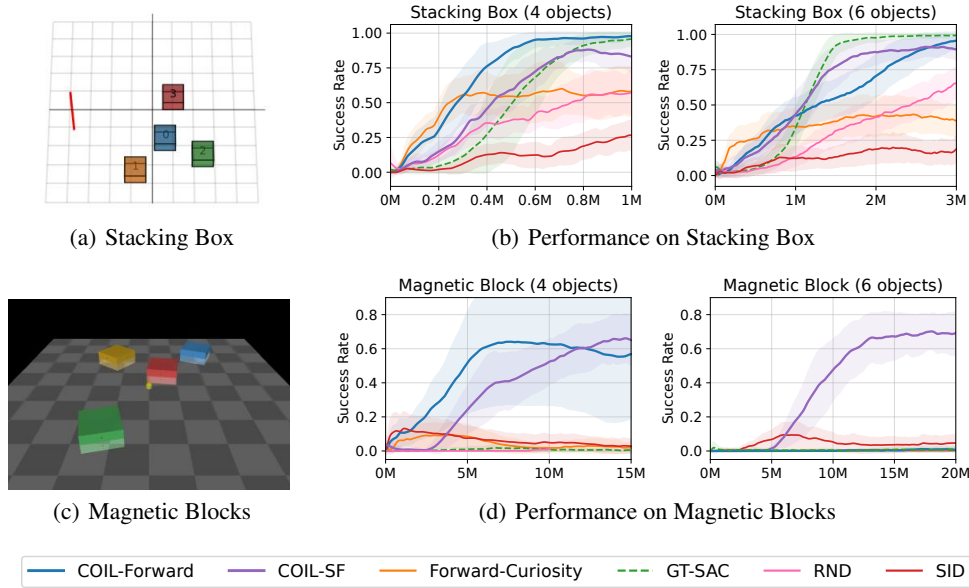 3
0
2
1
(a) Stacking Box
Stacking Box (4 objects)
Success Rate
1.00
0.75
0.50
0.25
0.00
0M 0.2M 0.4M 0.6M 0.8M 1M
Stacking Box (6 objects)
Success Rate
1.00
0.75
0.50
0.25
0.00
0M 1M 2M 3M
(b) Performance on Stacking Box
(c) Magnetic Blocks
Magnetic Block (4 objects)
Success Rate
0.8
0.6
0.4
0.2
0.0
0M 5M 10M 15M
Magnetic Block (6 objects)
Success Rate
0.8
0.6
0.4
0.2
0.0
0M 5M 10M 15M 20M
(d) Performance on Magnetic Blocks
COIL-Forward COIL-SF Forward-Curiosity GT-SAC RND SID